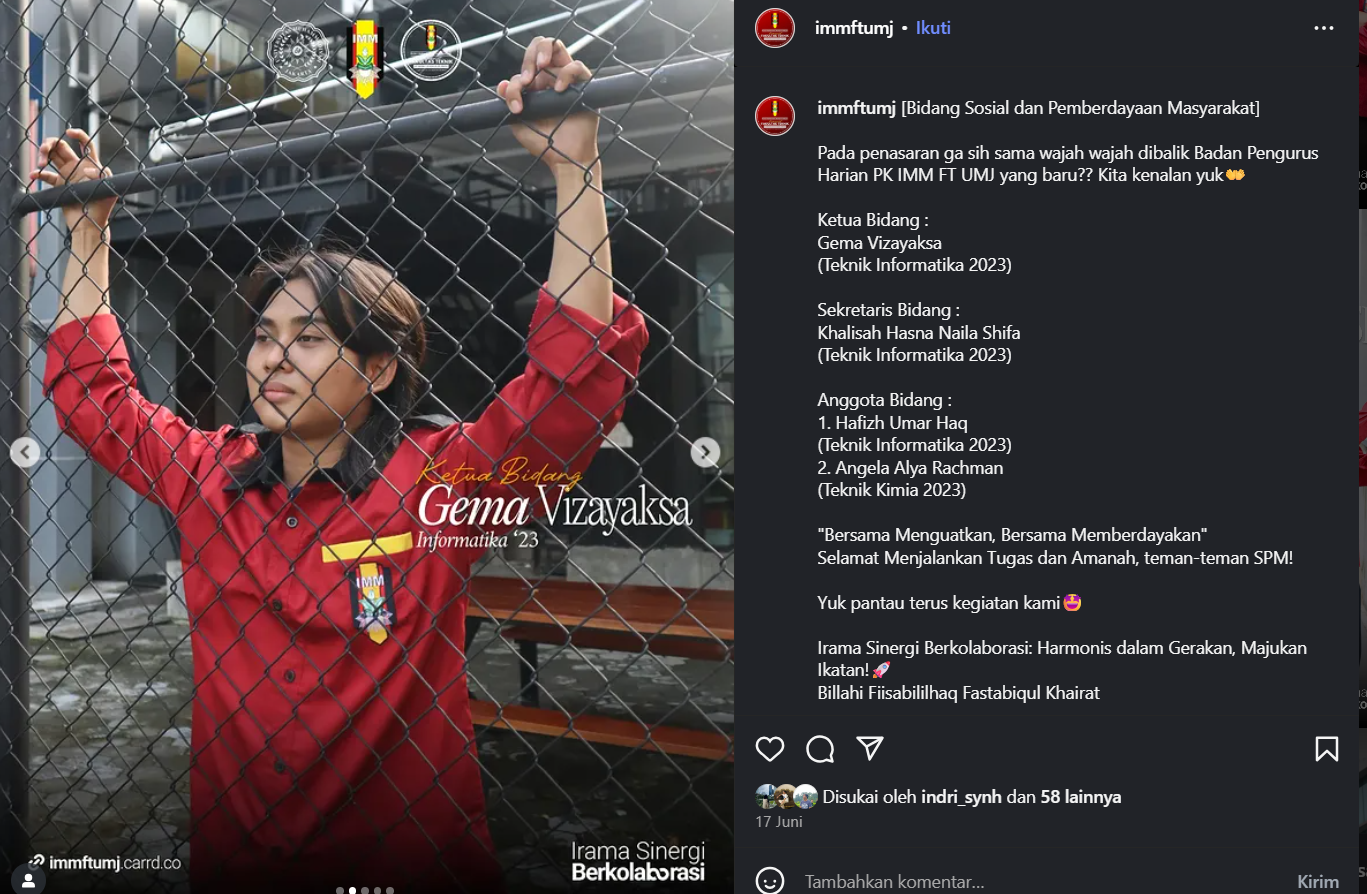 IMM
immftumj • Ikuti
immftumj [Bidang Sosial dan Pemberdayaan Masyarakat]
Pada penasaran ga sih sama wajah wajah dibalik Badan Pengurus
Harian PK IMM FT UMJ yang baru?? Kita kenalan yuk👐
Ketua Bidang :
Gema Vizayaksa
(Teknik Informatika 2023)
Sekretaris Bidang :
Khalisah Hasna Naila Shifa
(Teknik Informatika 2023)
Anggota Bidang :
1. Hafizh Umar Haq
(Teknik Informatika 2023)
2. Angela Alya Rachman
(Teknik Kimia 2023)
"Bersama Menguatkan, Bersama Memberdayakan"
Selamat Menjalankan Tugas dan Amanah, teman-teman SPM!
Yuk pantau terus kegiatan kami🤩
Irama Sinergi Berkolaborasi: Harmonis dalam Gerakan, Majukan
Ikatan!🚀
Billahi Fiisabililhaq Fastabiqul Khairat
Disukai oleh indri_synh dan 58 lainnya
17 Juni
Tambahkan komentar...
Kirim
Ketua Bidang
Gema Vizayaksa
Informatika '23
IMM
immftumj.carrd.co
Irama Sinergi
Berkolaborasi